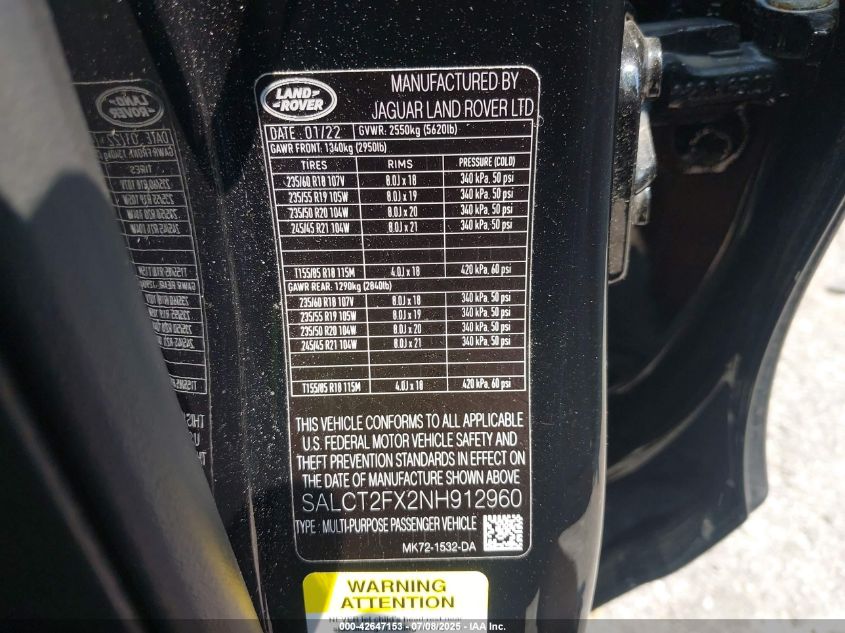 LAND ROVER
MANUFACTURED BY
JAGUAR LAND ROVER LTD
DATE: 01/22 GVWR: 2550kg (5620lb)
GAWR FRONT: 1340kg (2950lb)
TIRES RIMS PRESSURE (COLD)
235/60 R18 107V 8.0J x 18 340 kPa, 50 psi
235/55 R19 105W 8.0J x 19 340 kPa, 50 psi
235/50 R20 104W 8.0J x 20 340 kPa, 50 psi
245/45 R21 104W 8.0J x 21 340 kPa, 50 psi
T155/85 R18 115M 4.0J x 18 420 kPa, 60 psi
GAWR REAR: 1290kg (2840lb)
235/60 R18 107V 8.0J x 18 340 kPa, 50 psi
235/55 R19 105W 8.0J x 19 340 kPa, 50 psi
235/50 R20 104W 8.0J x 20 340 kPa, 50 psi
245/45 R21 104W 8.0J x 21 340 kPa, 50 psi
T155/85 R18 115M 4.0J x 18 420 kPa, 60 psi
THIS VEHICLE CONFORMS TO ALL APPLICABLE
U.S. FEDERAL MOTOR VEHICLE SAFETY AND
THEFT PREVENTION STANDARDS IN EFFECT ON
THE DATE OF MANUFACTURE SHOWN ABOVE
SALCT2FX2NH912960
TYPE: MULTI-PURPOSE PASSENGER VEHICLE
MK72-1532-DA
WARNING
ATTENTION
000-42647153 | 07/08/2025 | IAA Inc.